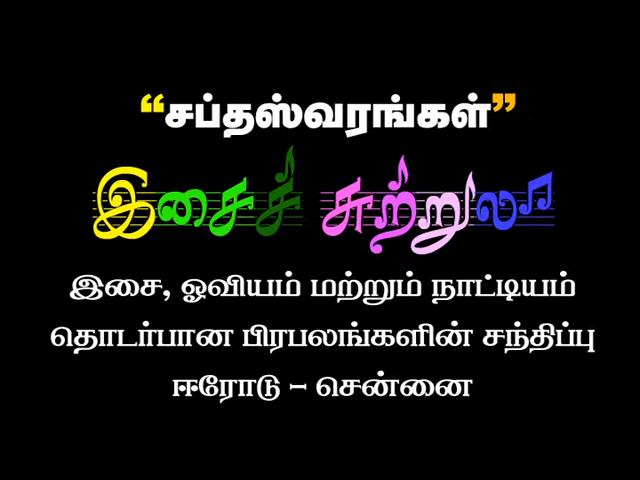 “சப்தஸ்வரங்கள்”
இசைச் சுற்றுலா
இசை, ஓவியம் மற்றும் நாட்டியம்
தொடர்பான பிரபலங்களின் சந்திப்பு
ஈரோடு – சென்னை